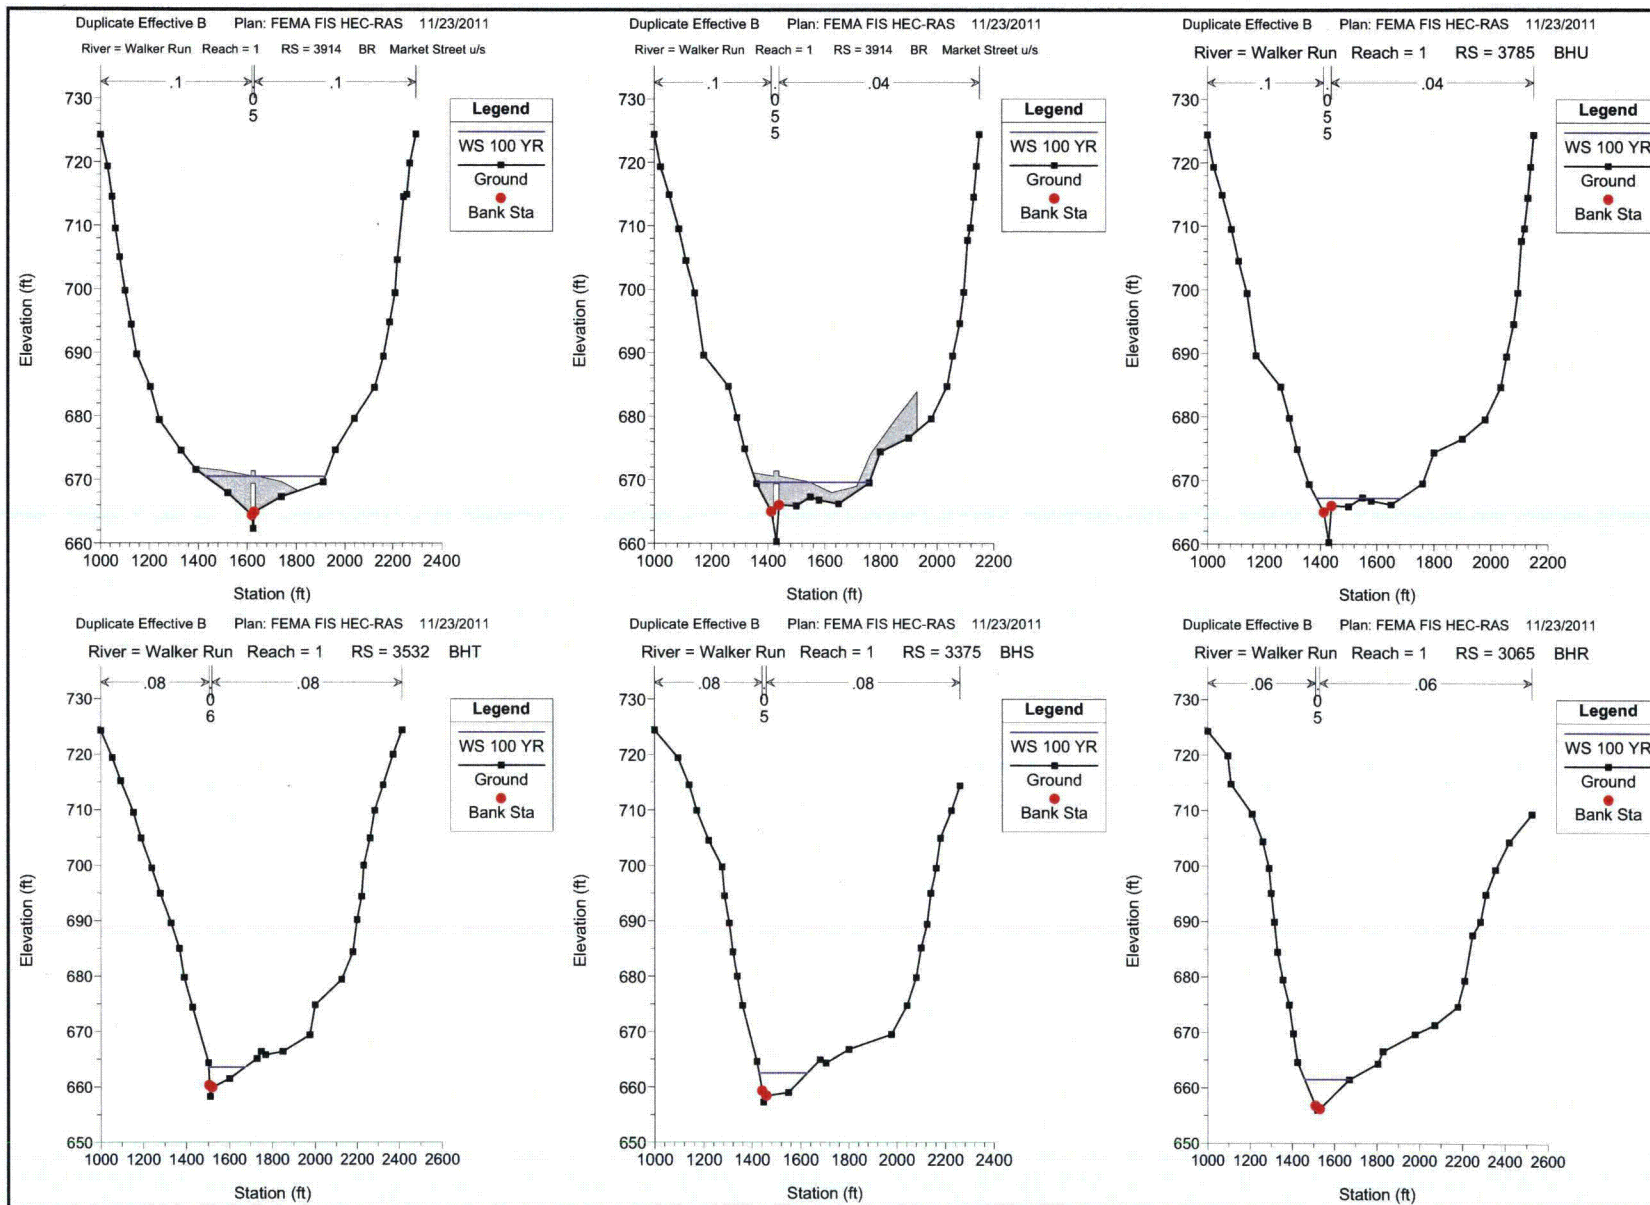 Duplicate Effective B Plan: FEMA FIS HEC-RAS 11/23/2011
River = Walker Run Reach = 1 RS = 3914 BR Market Street u/s
.1 .05 .1
Legend
WS 100 YR
Ground
Bank Sta
Elevation (ft)
730
720
710
700
690
680
670
660
1000 1200 1400 1600 1800 2000 2200 2400
Station (ft)
Duplicate Effective B Plan: FEMA FIS HEC-RAS 11/23/2011
River = Walker Run Reach = 1 RS = 3914 BR Market Street u/s
.1 .055 .04
Legend
WS 100 YR
Ground
Bank Sta
Elevation (ft)
730
720
710
700
690
680
670
660
1000 1200 1400 1600 1800 2000 2200
Station (ft)
Duplicate Effective B Plan: FEMA FIS HEC-RAS 11/23/2011
River = Walker Run Reach = 1 RS = 3785 BHU
.1 .055 .04
Legend
WS 100 YR
Ground
Bank Sta
Elevation (ft)
730
720
710
700
690
680
670
660
1000 1200 1400 1600 1800 2000 2200
Station (ft)
Duplicate Effective B Plan: FEMA FIS HEC-RAS 11/23/2011
River = Walker Run Reach = 1 RS = 3532 BHT
.08 .06 .08
Legend
WS 100 YR
Ground
Bank Sta
Elevation (ft)
730
720
710
700
690
680
670
660
650
1000 1200 1400 1600 1800 2000 2200 2400 2600
Station (ft)
Duplicate Effective B Plan: FEMA FIS HEC-RAS 11/23/2011
River = Walker Run Reach = 1 RS = 3375 BHS
.08 .05 .08
Legend
WS 100 YR
Ground
Bank Sta
Elevation (ft)
730
720
710
700
690
680
670
660
650
1000 1200 1400 1600 1800 2000 2200 2400
Station (ft)
Duplicate Effective B Plan: FEMA FIS HEC-RAS 11/23/2011
River = Walker Run Reach = 1 RS = 3065 BHR
.06 .05 .06
Legend
WS 100 YR
Ground
Bank Sta
Elevation (ft)
730
720
710
700
690
680
670
660
650
1000 1200 1400 1600 1800 2000 2200 2400 2600
Station (ft)